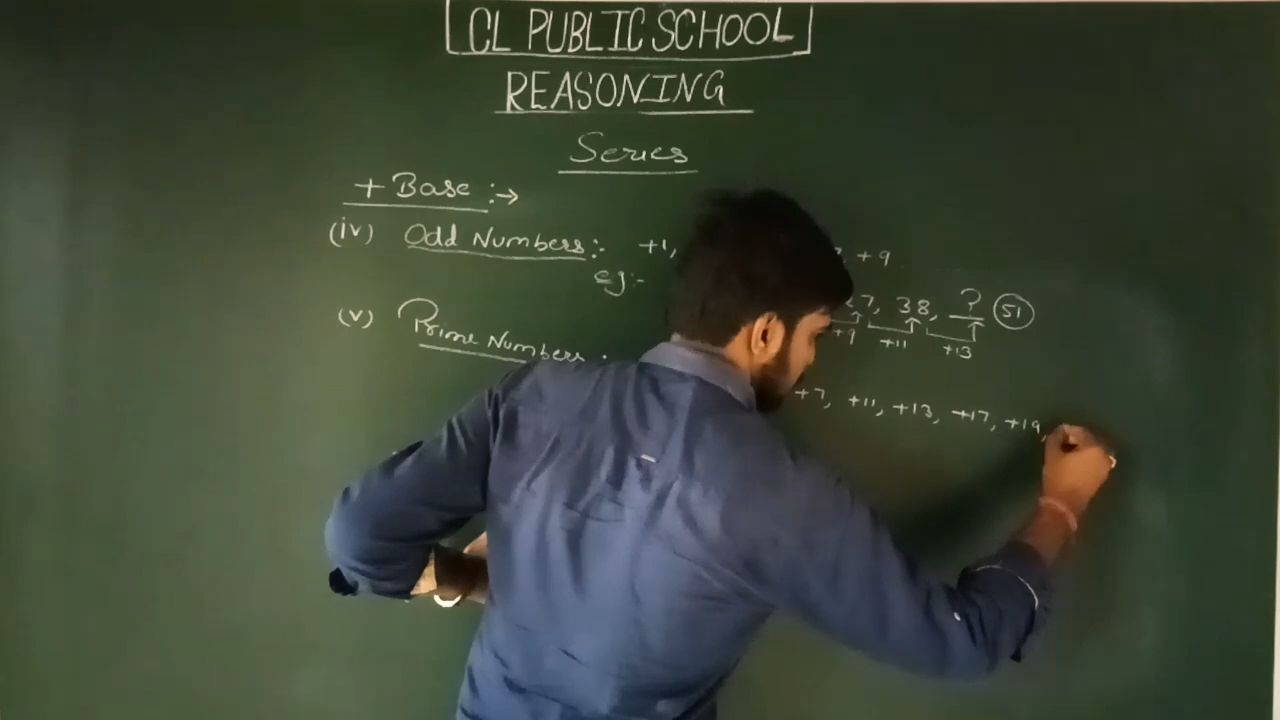 CL PUBLIC SCHOOL
REASONING
Series
+ Base :→
(iv) Odd Numbers:- +1, +9
eg:- 7, 38, ? 51
+9 +11 +13
(v) Prime Numbers :
+7, +11, +13, +17, +19,